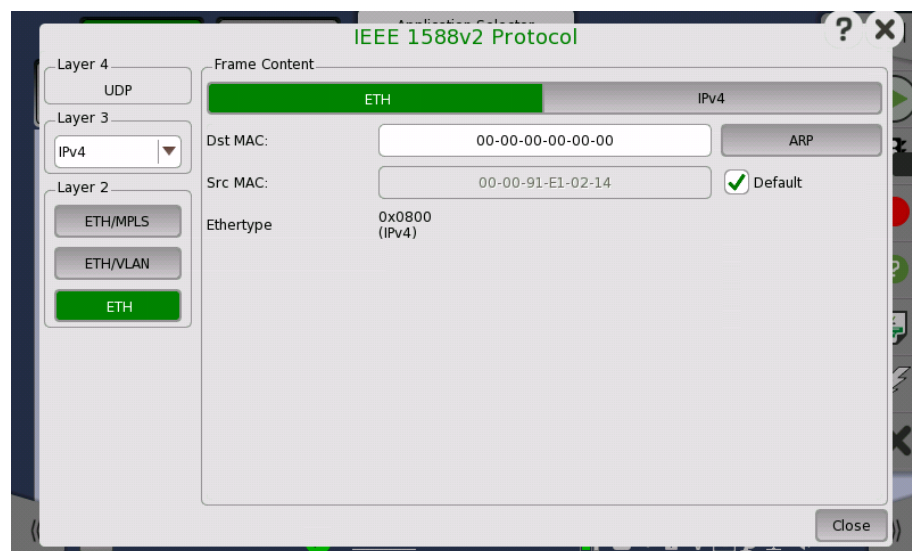 IEEE 1588v2 Protocol
?
Layer 4
UDP
Layer 3
IPv4
Layer 2
ETH/MPLS
ETH/VLAN
ETH
Frame Content
ETH IPv4
Dst MAC: 00-00-00-00-00-00 ARP
Src MAC: 00-00-91-E1-02-14 Default
Ethertype 0x0800
(IPv4)
Close